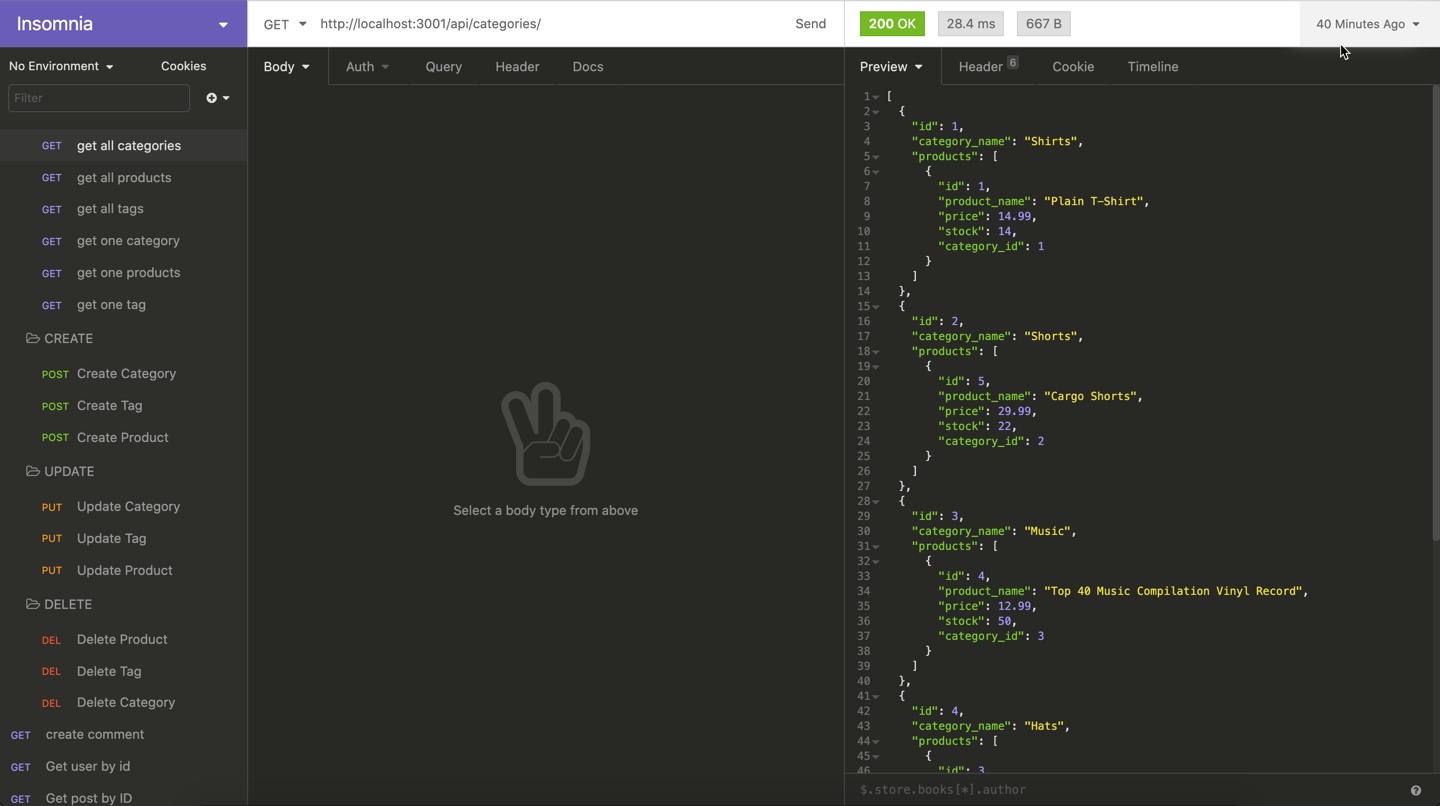 Insomnia
GET http://localhost:3001/api/categories/ Send
200 OK 28.4 ms 667 B 40 Minutes Ago
No Environment Cookies
Body Auth Query Header Docs
Preview Header 6 Cookie Timeline
Filter
GET get all categories
GET get all products
GET get all tags
GET get one category
GET get one products
GET get one tag
CREATE
POST Create Category
POST Create Tag
POST Create Product
UPDATE
PUT Update Category
PUT Update Tag
PUT Update Product
DELETE
DEL Delete Product
DEL Delete Tag
DEL Delete Category
GET create comment
GET Get user by id
GET Get post by ID
Select a body type from above
1 [
2 {
3 "id": 1,
4 "category_name": "Shirts",
5 "products": [
6 {
7 "id": 1,
8 "product_name": "Plain T-Shirt",
9 "price": 14.99,
10 "stock": 14,
11 "category_id": 1
12 }
13 ]
14 },
15 {
16 "id": 2,
17 "category_name": "Shorts",
18 "products": [
19 {
20 "id": 5,
21 "product_name": "Cargo Shorts",
22 "price": 29.99,
23 "stock": 22,
24 "category_id": 2
25 }
26 ]
27 },
28 {
29 "id": 3,
30 "category_name": "Music",
31 "products": [
32 {
33 "id": 4,
34 "product_name": "Top 40 Music Compilation Vinyl Record",
35 "price": 12.99,
36 "stock": 50,
37 "category_id": 3
38 }
39 ]
40 },
41 {
42 "id": 4,
43 "category_name": "Hats",
44 "products": [
45 {
46 "id": 3
$.store.books[*].author